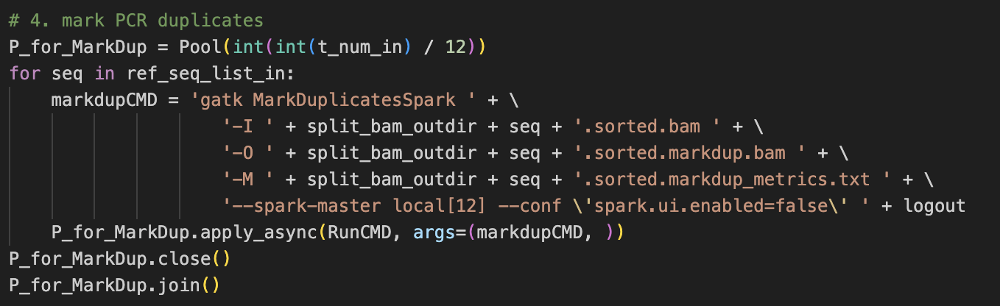 # 4. mark PCR duplicates
P_for_MarkDup = Pool(int(int(t_num_in) / 12))
for seq in ref_seq_list_in:
    markdupCMD = 'gatk MarkDuplicatesSpark ' + \
                    '-I ' + split_bam_outdir + seq + '.sorted.bam ' + \
                    '-O ' + split_bam_outdir + seq + '.sorted.markdup.bam ' + \
                    '-M ' + split_bam_outdir + seq + '.sorted.markdup_metrics.txt ' + \
                    '--spark-master local[12] --conf \'spark.ui.enabled=false\' ' + logout
    P_for_MarkDup.apply_async(RunCMD, args=(markdupCMD, ))
P_for_MarkDup.close()
P_for_MarkDup.join()